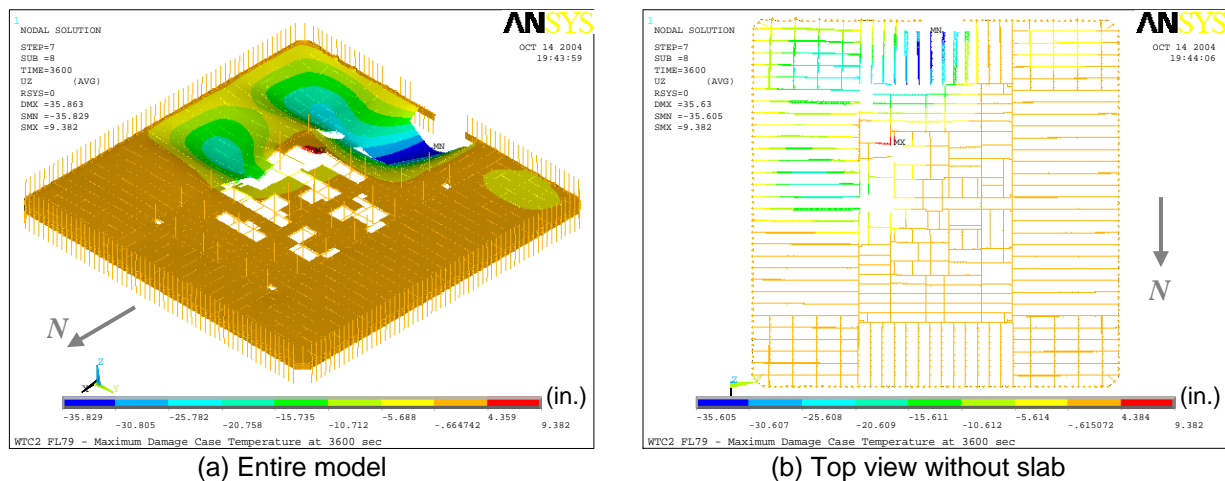 1
ANSYS
NODAL SOLUTION
OCT 14 2004
19:43:59
STEP=7
SUB =8
TIME=3600
UZ (AVG)
RSYS=0
DMX =35.863
SMN =-35.829
SMX =9.382
MX
MN
N
Z
X Y
(in.)
-35.829 -25.782 -15.735 -5.688 4.359
-30.805 -20.758 -10.712 -.664742 9.382
WTC2 FL79 - Maximum Damage Case Temperature at 3600 sec
(a) Entire model
1
ANSYS
NODAL SOLUTION
OCT 14 2004
19:44:06
STEP=7
SUB =8
TIME=3600
UZ (AVG)
RSYS=0
DMX =35.63
SMN =-35.605
SMX =9.382
MN
MX
N
Z
(in.)
-35.605 -25.608 -15.611 -5.614 4.384
-30.607 -20.609 -10.612 -.615072 9.382
WTC2 FL79 - Maximum Damage Case Temperature at 3600 sec
(b) Top view without slab